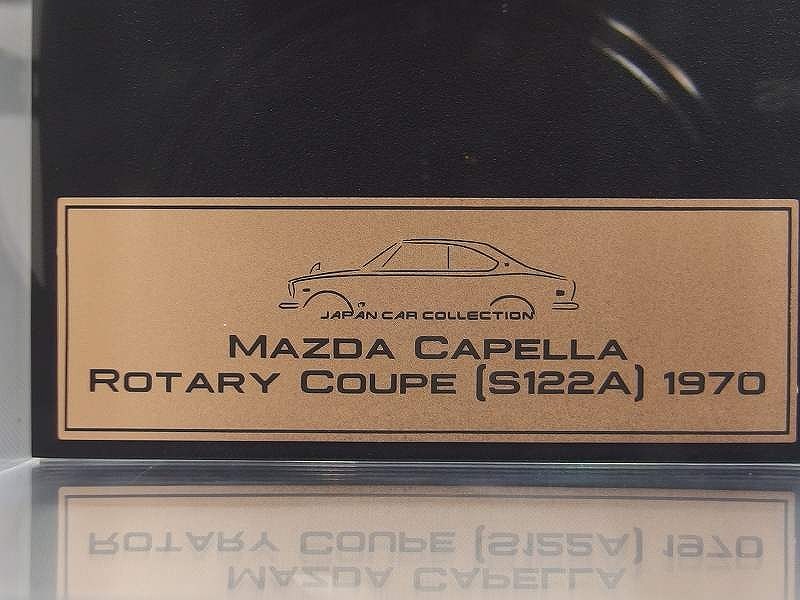 JAPAN CAR COLLECTION
MAZDA CAPELLA
ROTARY COUPE (S122A) 1970